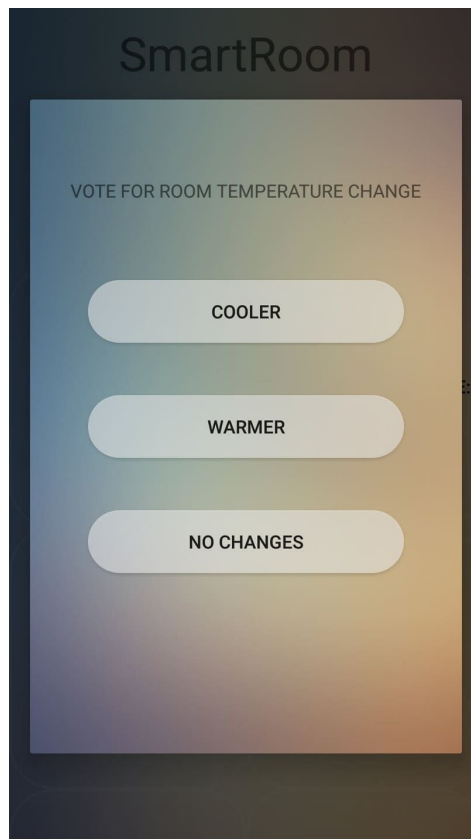 SmartRoom
VOTE FOR ROOM TEMPERATURE CHANGE
COOLER
WARMER
NO CHANGES